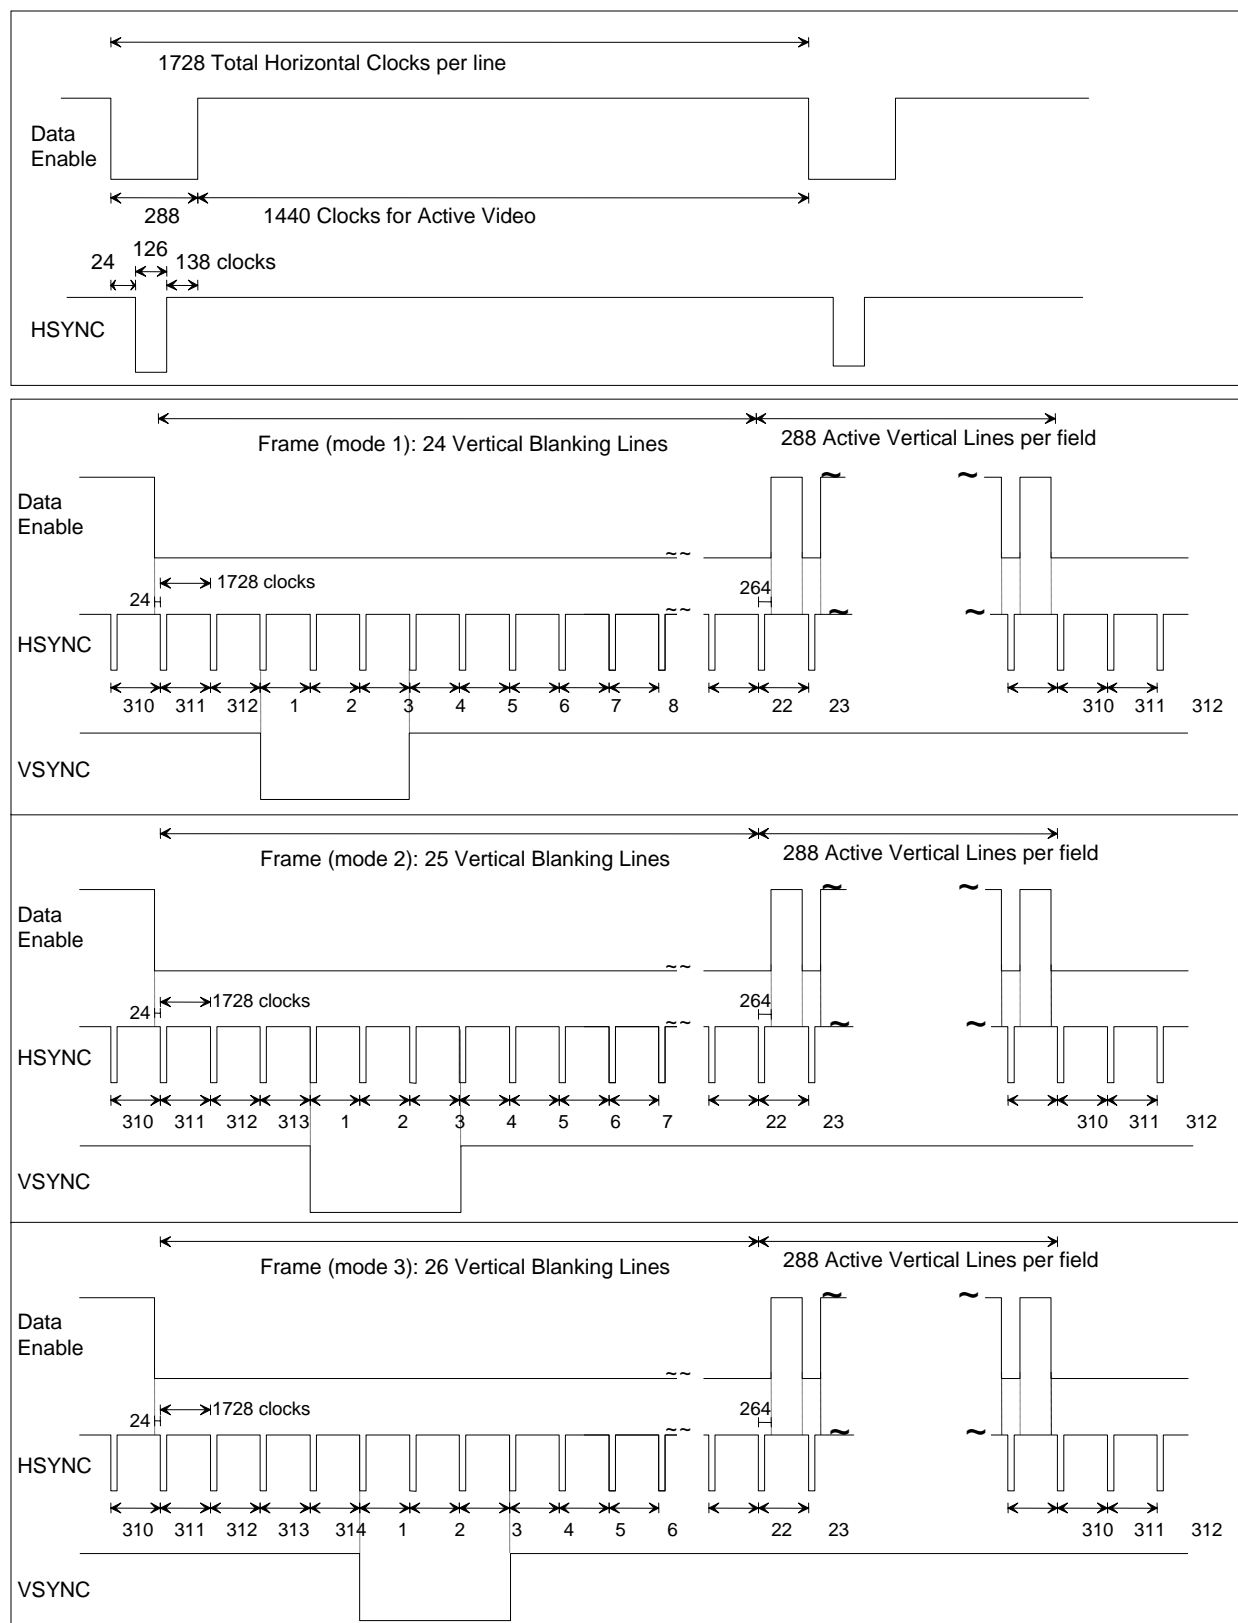 1728 Total Horizontal Clocks per line
Data
Enable
288
1440 Clocks for Active Video
126
24
138 clocks
HSYNC
Frame (mode 1): 24 Vertical Blanking Lines
288 Active Vertical Lines per field
~
~
Data
Enable
~ ~
1728 clocks
264
24
~ ~
~
~
HSYNC
310 311 312 1 2 3 4 5 6 7 8 22 23 310 311 312
VSYNC
Frame (mode 2): 25 Vertical Blanking Lines
288 Active Vertical Lines per field
~
~
Data
Enable
~ ~
1728 clocks
264
24
~ ~
~
~
HSYNC
310 311 312 313 1 2 3 4 5 6 7 22 23 310 311 312
VSYNC
Frame (mode 3): 26 Vertical Blanking Lines
288 Active Vertical Lines per field
~
~
Data
Enable
~ ~
1728 clocks
264
24
~ ~
~
~
HSYNC
310 311 312 313 314 1 2 3 4 5 6 22 23 310 311 312
VSYNC